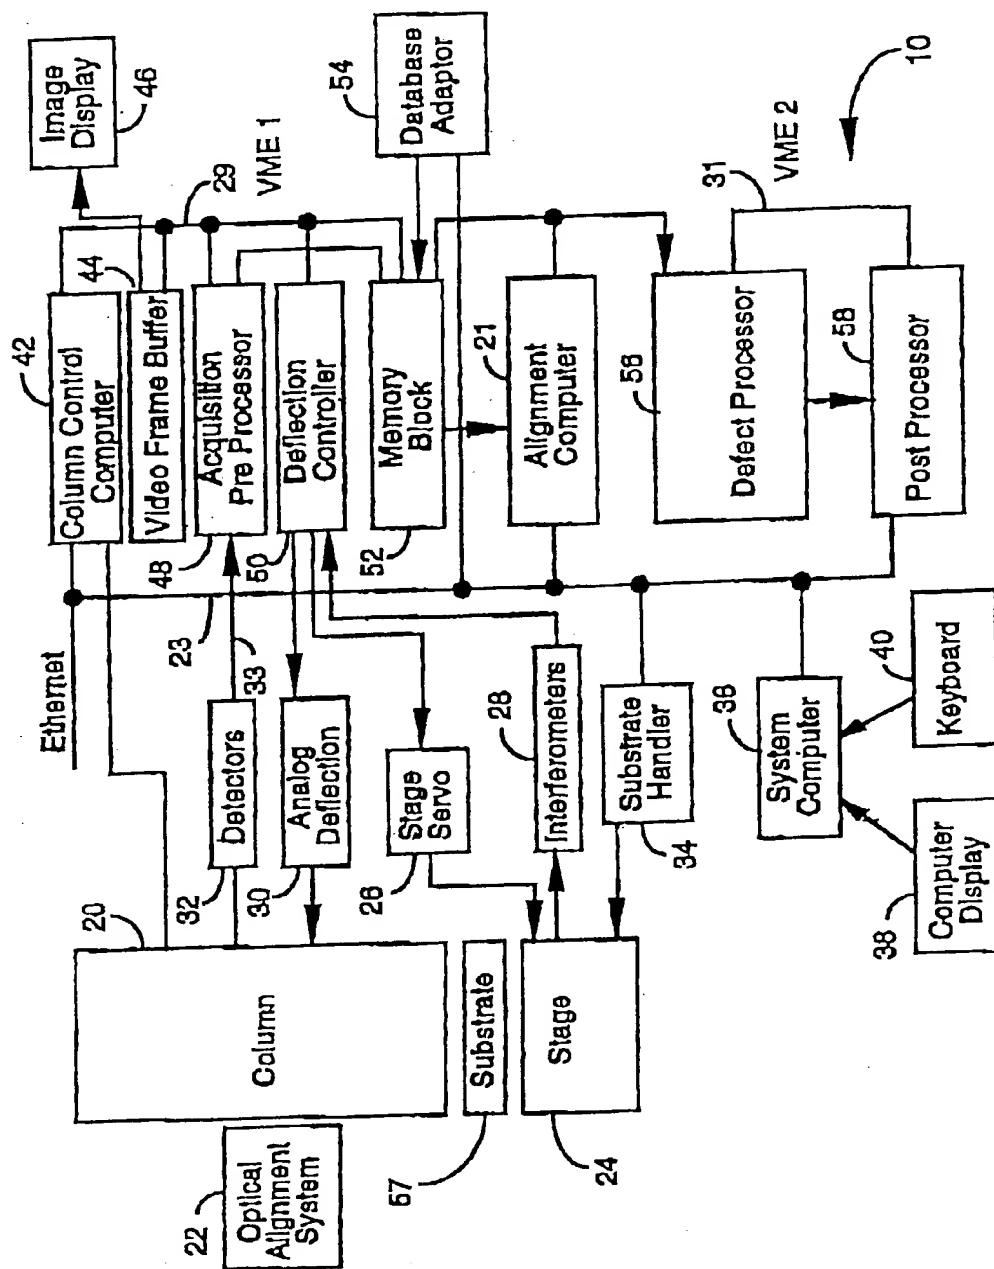 22
Optical
Alignment
System
Column
20
57
Substrate
24
Stage
32
Detectors
33
30
Analog
Deflection
26
Stage
Servo
28
Interferometers
34
Substrate
Handler
36
System
Computer
38
Computer
Display
40
Keyboard
Ethernet
23
42
Column Control
Computer
44
Video Frame Buffer
48
Acquisition
Pre Processor
50
Deflection
Controller
52
Memory
Block
21
Alignment
Computer
56
Defect Processor
58
Post Processor
29
VME 1
31
VME 2
Image
Display
46
54
Database
Adaptor
10